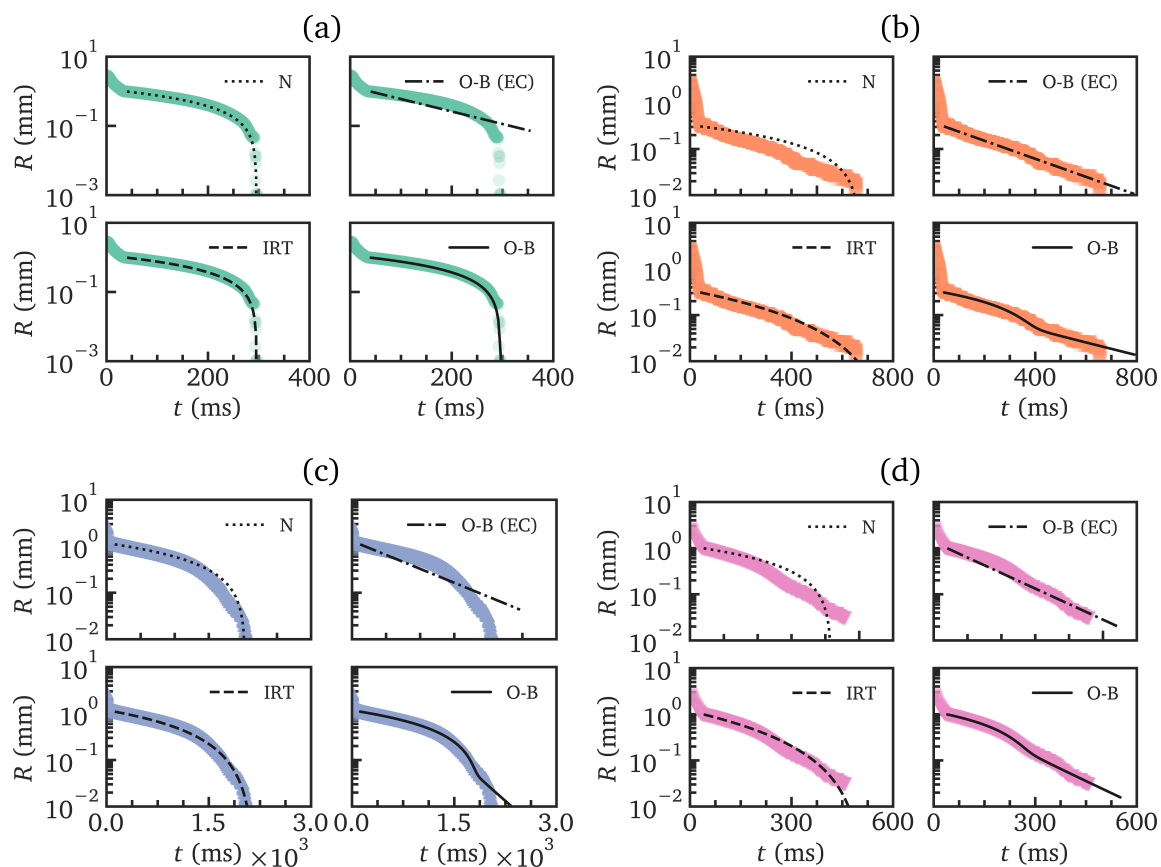 (a)
(b)
10^1
10^-1
10^-3
R (mm)
N
O-B (EC)
10^1
10^0
10^-1
10^-2
R (mm)
N
O-B (EC)
10^1
10^-1
10^-3
R (mm)
IRT
O-B
10^1
10^0
10^-1
10^-2
R (mm)
IRT
O-B
0 200 400 0 200 400
0 400 800 0 400 800
t (ms) t (ms)
t (ms) t (ms)
(c)
(d)
10^1
10^0
10^-1
10^-2
R (mm)
N
O-B (EC)
10^1
10^0
10^-1
10^-2
R (mm)
N
O-B (EC)
10^1
10^0
10^-1
10^-2
R (mm)
IRT
O-B
10^1
10^0
10^-1
10^-2
R (mm)
IRT
O-B
0.0 1.5 3.0 0.0 1.5 3.0
0 300 600 0 300 600
t (ms) ×10^3 t (ms) ×10^3
t (ms) t (ms)